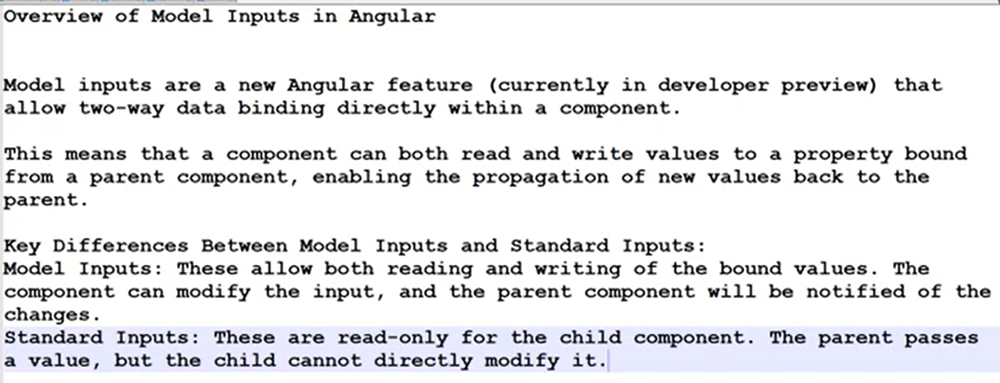 Overview of Model Inputs in Angular
Model inputs are a new Angular feature (currently in developer preview) that
allow two-way data binding directly within a component.
This means that a component can both read and write values to a property bound
from a parent component, enabling the propagation of new values back to the
parent.
Key Differences Between Model Inputs and Standard Inputs:
Model Inputs: These allow both reading and writing of the bound values. The
component can modify the input, and the parent component will be notified of the
changes.
Standard Inputs: These are read-only for the child component. The parent passes
a value, but the child cannot directly modify it.